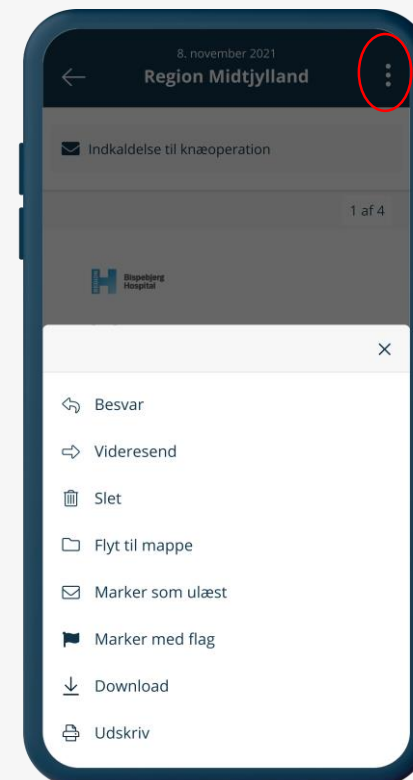 8. november 2021
Region Midtjylland
Indkaldelse til knæoperation
1 af 4
Bispebjerg
Hospital
Besvar
Videresend
Slet
Flyt til mappe
Marker som ulæst
Marker med flag
Download
Udskriv